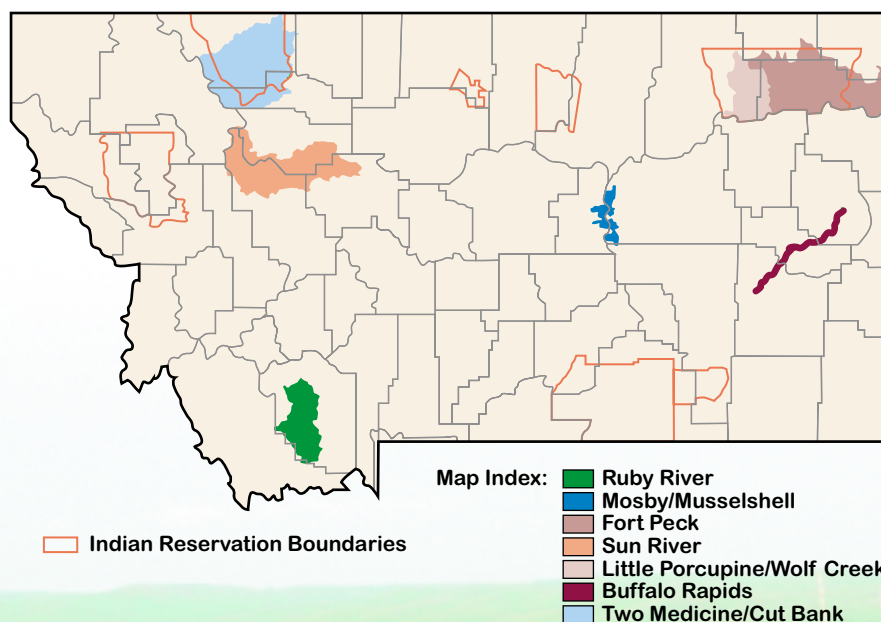 Map Index:
Ruby River
Mosby/Musselshell
Fort Peck
Sun River
Little Porcupine/Wolf Creek
Buffalo Rapids
Two Medicine/Cut Bank
Indian Reservation Boundaries